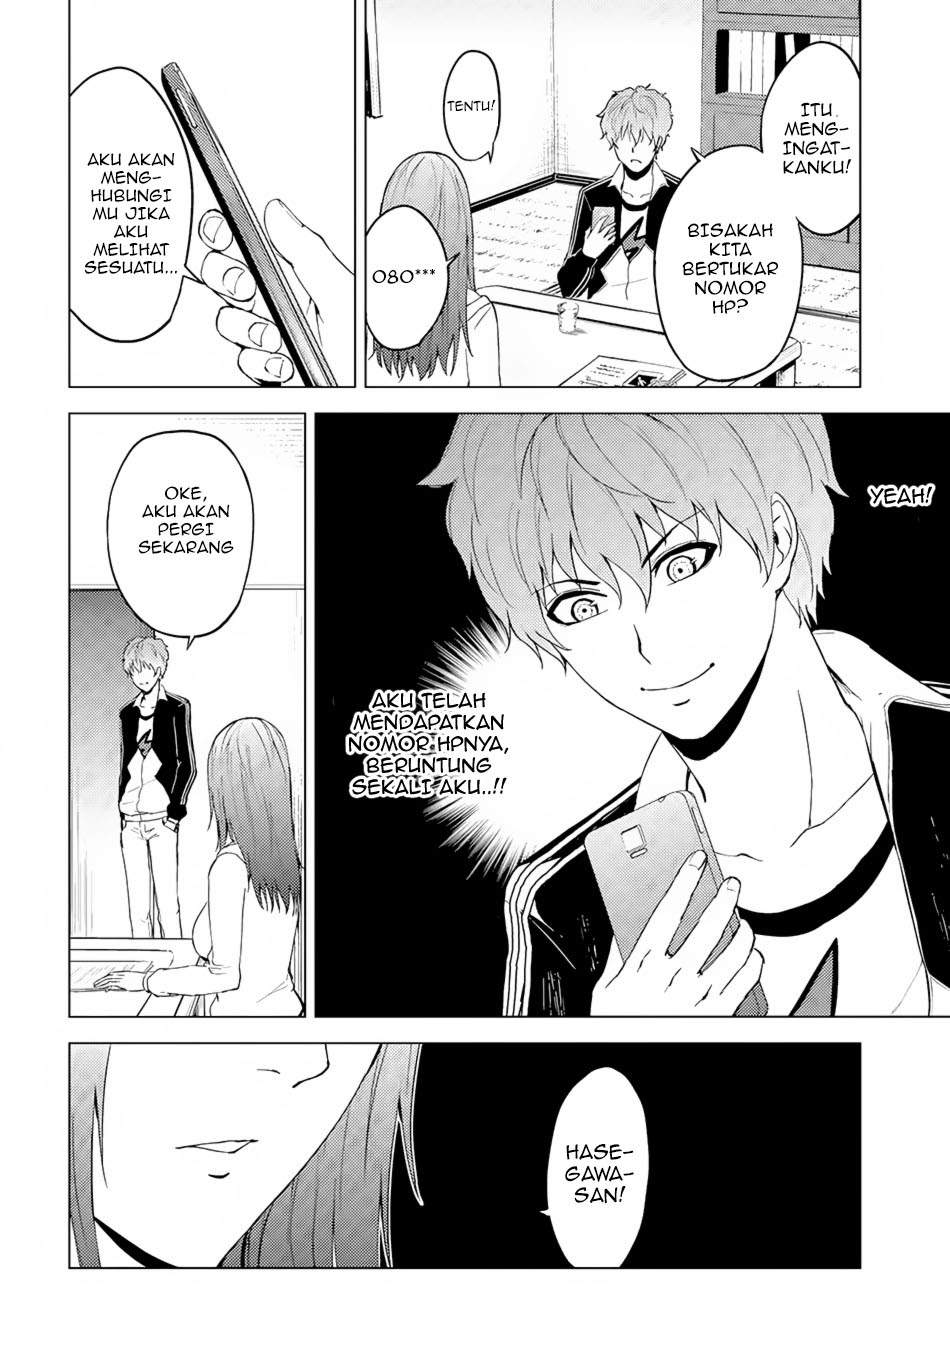 ITU
MENG-
INGAT-
KANKU!
BISAKAH
KITA
BERTUKAR
NOMOR
HP?
TENTU!
080***
AKU AKAN
MENG-
HUBUNGI
MU JIKA
AKU
MELIHAT
SESUATU...
YEAH!
AKU TELAH
MENDAPATKAN
NOMOR HPNYA,
BERUNTUNG
SEKALI AKU..!!
OKE,
AKU AKAN
PERGI
SEKARANG
HASE-
GAWA-
SAN!